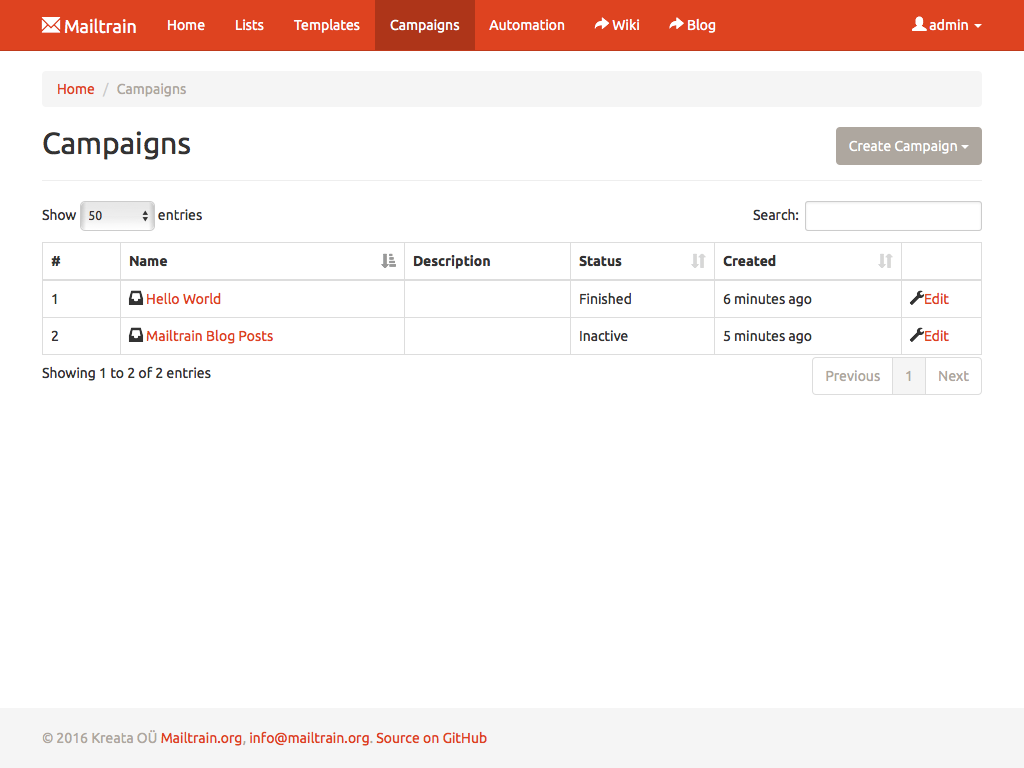 Mailtrain Home Lists Templates Campaigns Automation Wiki Blog admin
Home / Campaigns
Campaigns Create Campaign
Show 50 entries Search:
# Name Description Status Created
1 Hello World Finished 6 minutes ago Edit
2 Mailtrain Blog Posts Inactive 5 minutes ago Edit
Showing 1 to 2 of 2 entries Previous 1 Next
© 2016 Kreata OÜ Mailtrain.org, info@mailtrain.org. Source on GitHub